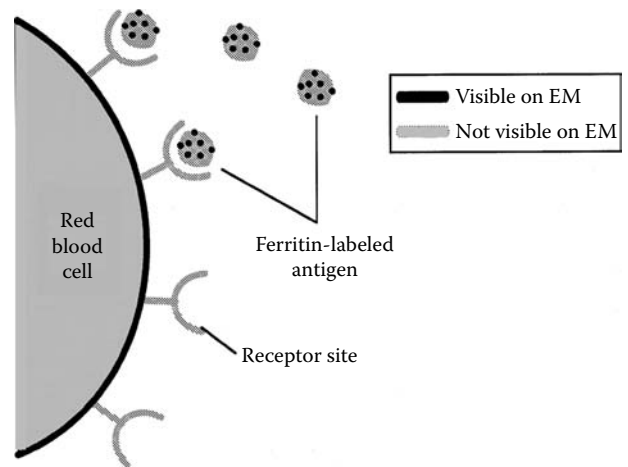 Visible on EM
Not visible on EM
Red
blood
cell
Ferritin-labeled
antigen
Receptor site